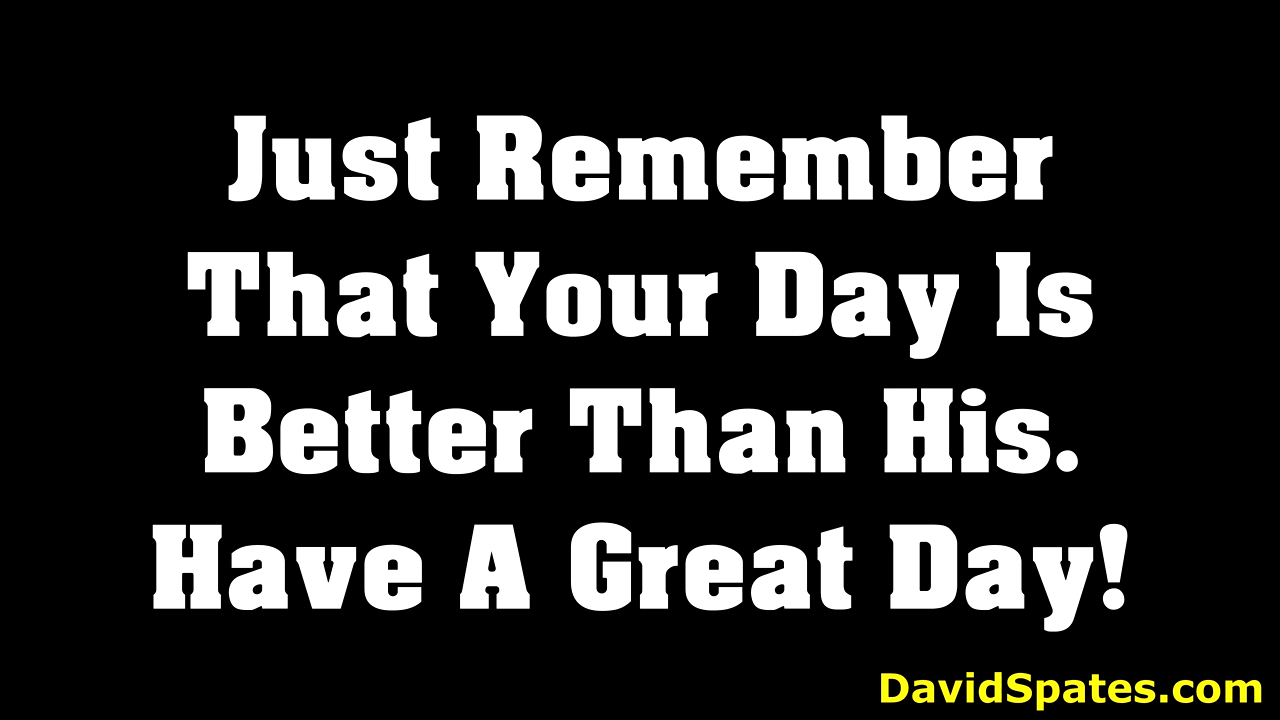 Just Remember
That Your Day Is
Better Than His.
Have A Great Day!
DavidSpates.com